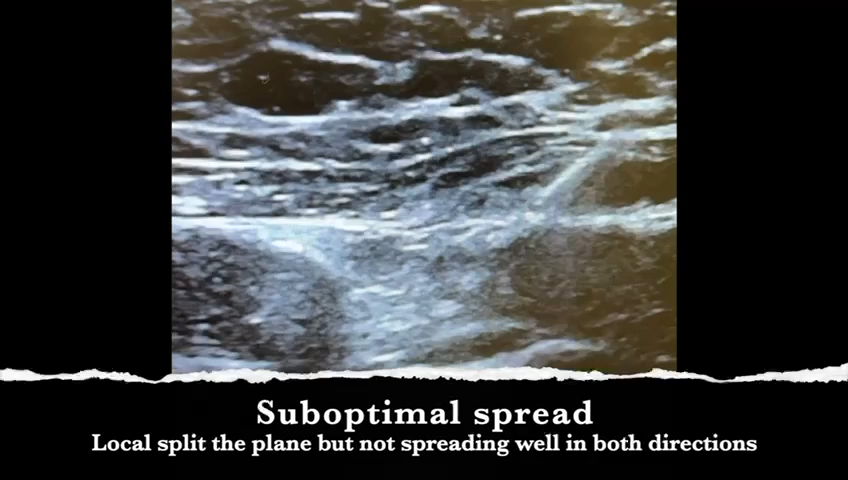 Suboptimal spread
Local split the plane but not spreading well in both directions